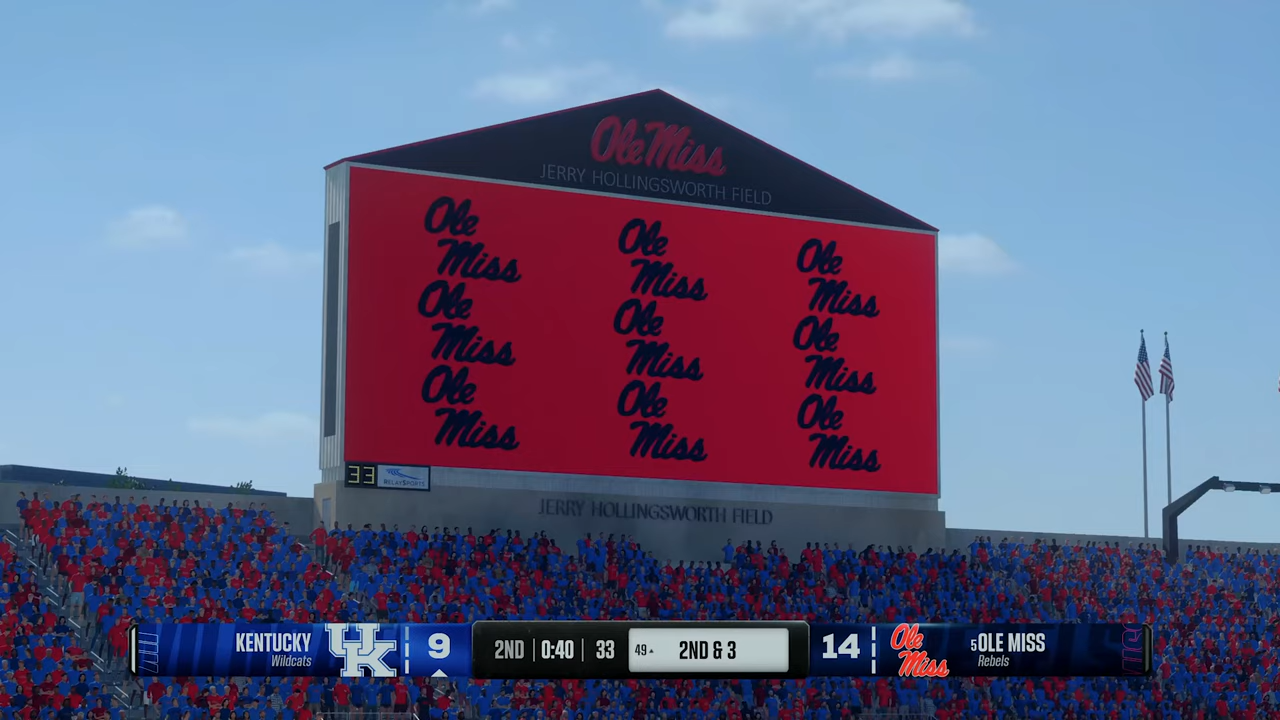 Ole Miss
JERRY HOLLINGSWORTH FIELD
Ole
Miss
Ole
Miss
Ole
Miss
Ole
Miss
Ole
Miss
Ole
Miss
Ole
Miss
Ole
Miss
Ole
Miss
33
RELAYSPORTS
JERRY HOLLINGSWORTH FIELD
KENTUCKY
Wildcats
UK
9
2ND
0:40
33
49
2ND & 3
14
Ole
Miss
5 OLE MISS
Rebels